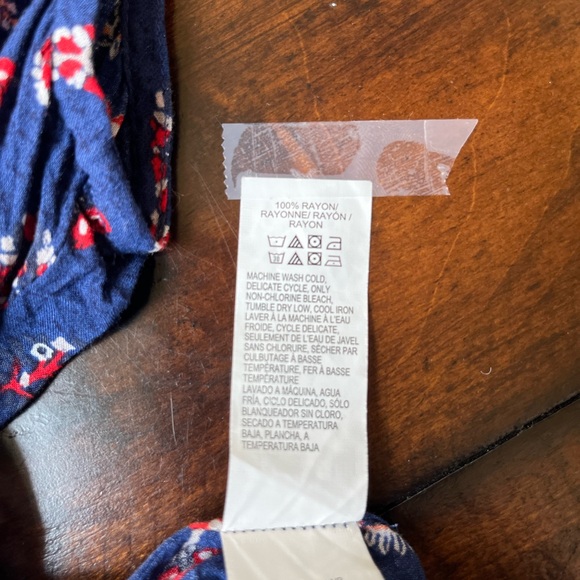 100% RAYON/
RAYONNE/ RAYÓN /
RAYON
MACHINE WASH COLD,
DELICATE CYCLE, ONLY
NON-CHLORINE BLEACH,
TUMBLE DRY LOW, COOL IRON
LAVER À LA MACHINE À L'EAU
FROIDE, CYCLE DELICATE,
SEULEMENT DE L'EAU DE JAVEL
SANS CHLORURE, SÉCHER PAR
CULBUTAGE À BASSE
TEMPÉRATURE, FER À BASSE
TEMPÉRATURE
LAVADO A MÁQUINA, AGUA
FRÍA, CICLO DELICADO, SÓLO
BLANQUEADOR SIN CLORO,
SECADO A TEMPERATURA
BAJA, PLANCHA, A
TEMPERATURA BAJA